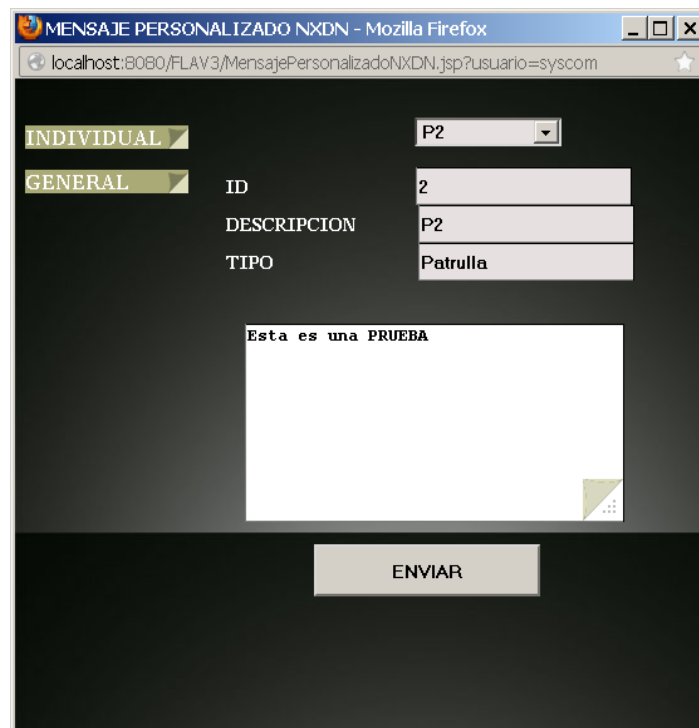 MENSAJE PERSONALIZADO NXDN - Mozilla Firefox
localhost:8080/FLAV3/MensajePersonalizadoNXDN.jsp?usuario=syscom
INDIVIDUAL
P2
GENERAL
ID
2
DESCRIPCION
P2
TIPO
Patrulla
Esta es una PRUEBA
ENVIAR